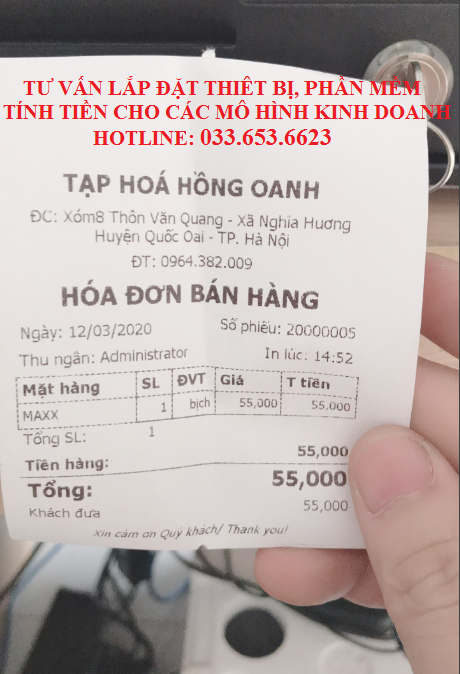 TƯ VẤN LẮP ĐẶT THIẾT BỊ, PHẦN MỀM
TÍNH TIỀN CHO CÁC MÔ HÌNH KINH DOANH
HOTLINE: 033.653.6623
TẠP HOÁ HỒNG OANH
ĐC: Xóm8 Thôn Văn Quang - Xã Nghia Hương
Huyện Quốc Oai - TP. Hà Nội
ĐT: 0964.382.009
HÓA ĐƠN BÁN HÀNG
Ngày: 12/03/2020 Số phiếu: 20000005
Thu ngân: Administrator In lúc: 14:52
Mặt hàng SL ĐVT Giá T tiền
MAXX 1 bịch 55,000 55,000
Tổng SL: 1
Tiền hàng: 55,000
Tổng: 55,000
Khách đưa 55,000
Xin cảm ơn Quý khách/ Thank you!